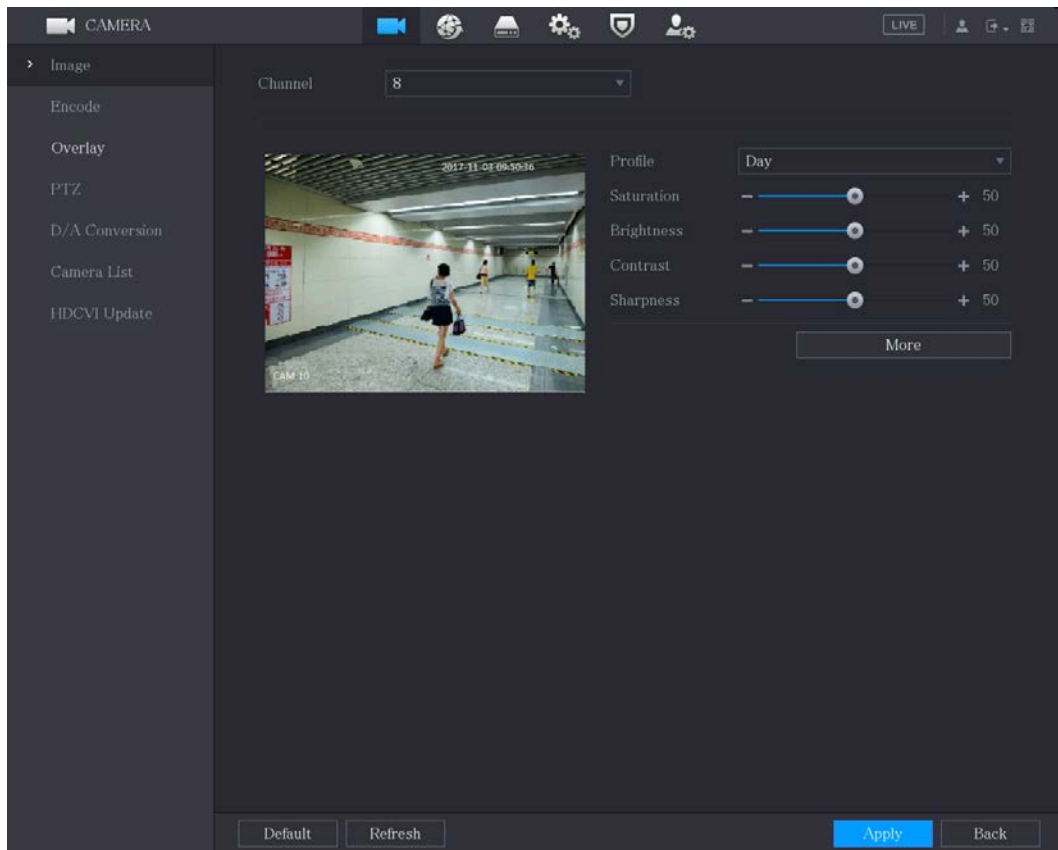 CAMERA
LIVE
Image
Encode
Overlay
PTZ
D/A Conversion
Camera List
HDCVI Update
Channel 8
2017-11-03 09:50:36
CAM 10
Profile Day
Saturation 50
Brightness 50
Contrast 50
Sharpness 50
More
Default Refresh Apply Back